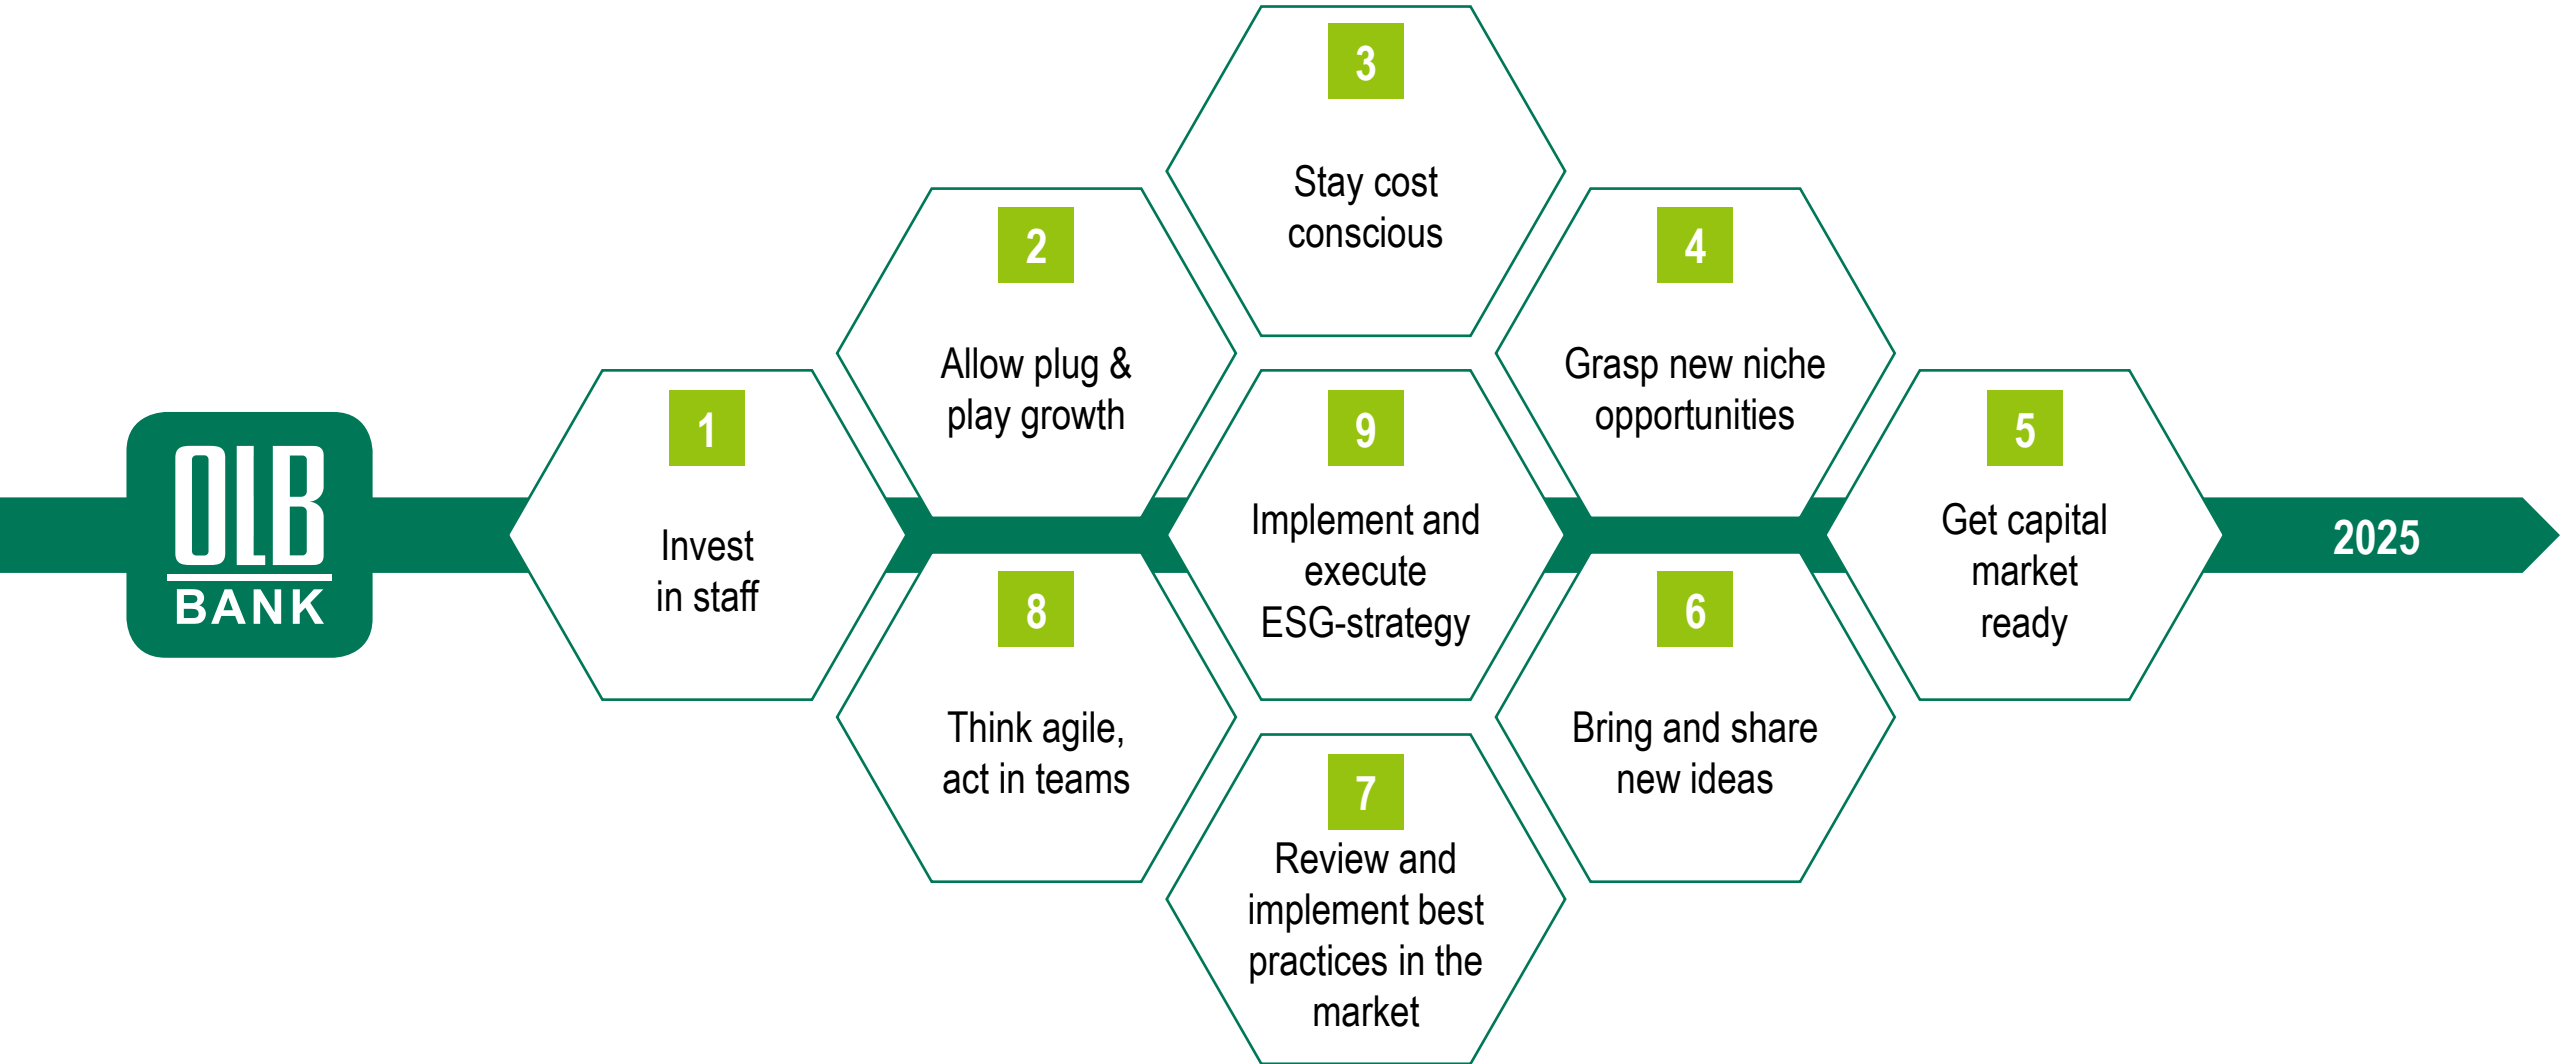 OLB
BANK
1
Invest
in staff
2
Allow plug &
play growth
3
Stay cost
conscious
4
Grasp new niche
opportunities
5
Get capital
market
ready
6
Bring and share
new ideas
7
Review and
implement best
practices in the
market
8
Think agile,
act in teams
9
Implement and
execute
ESG-strategy
2025